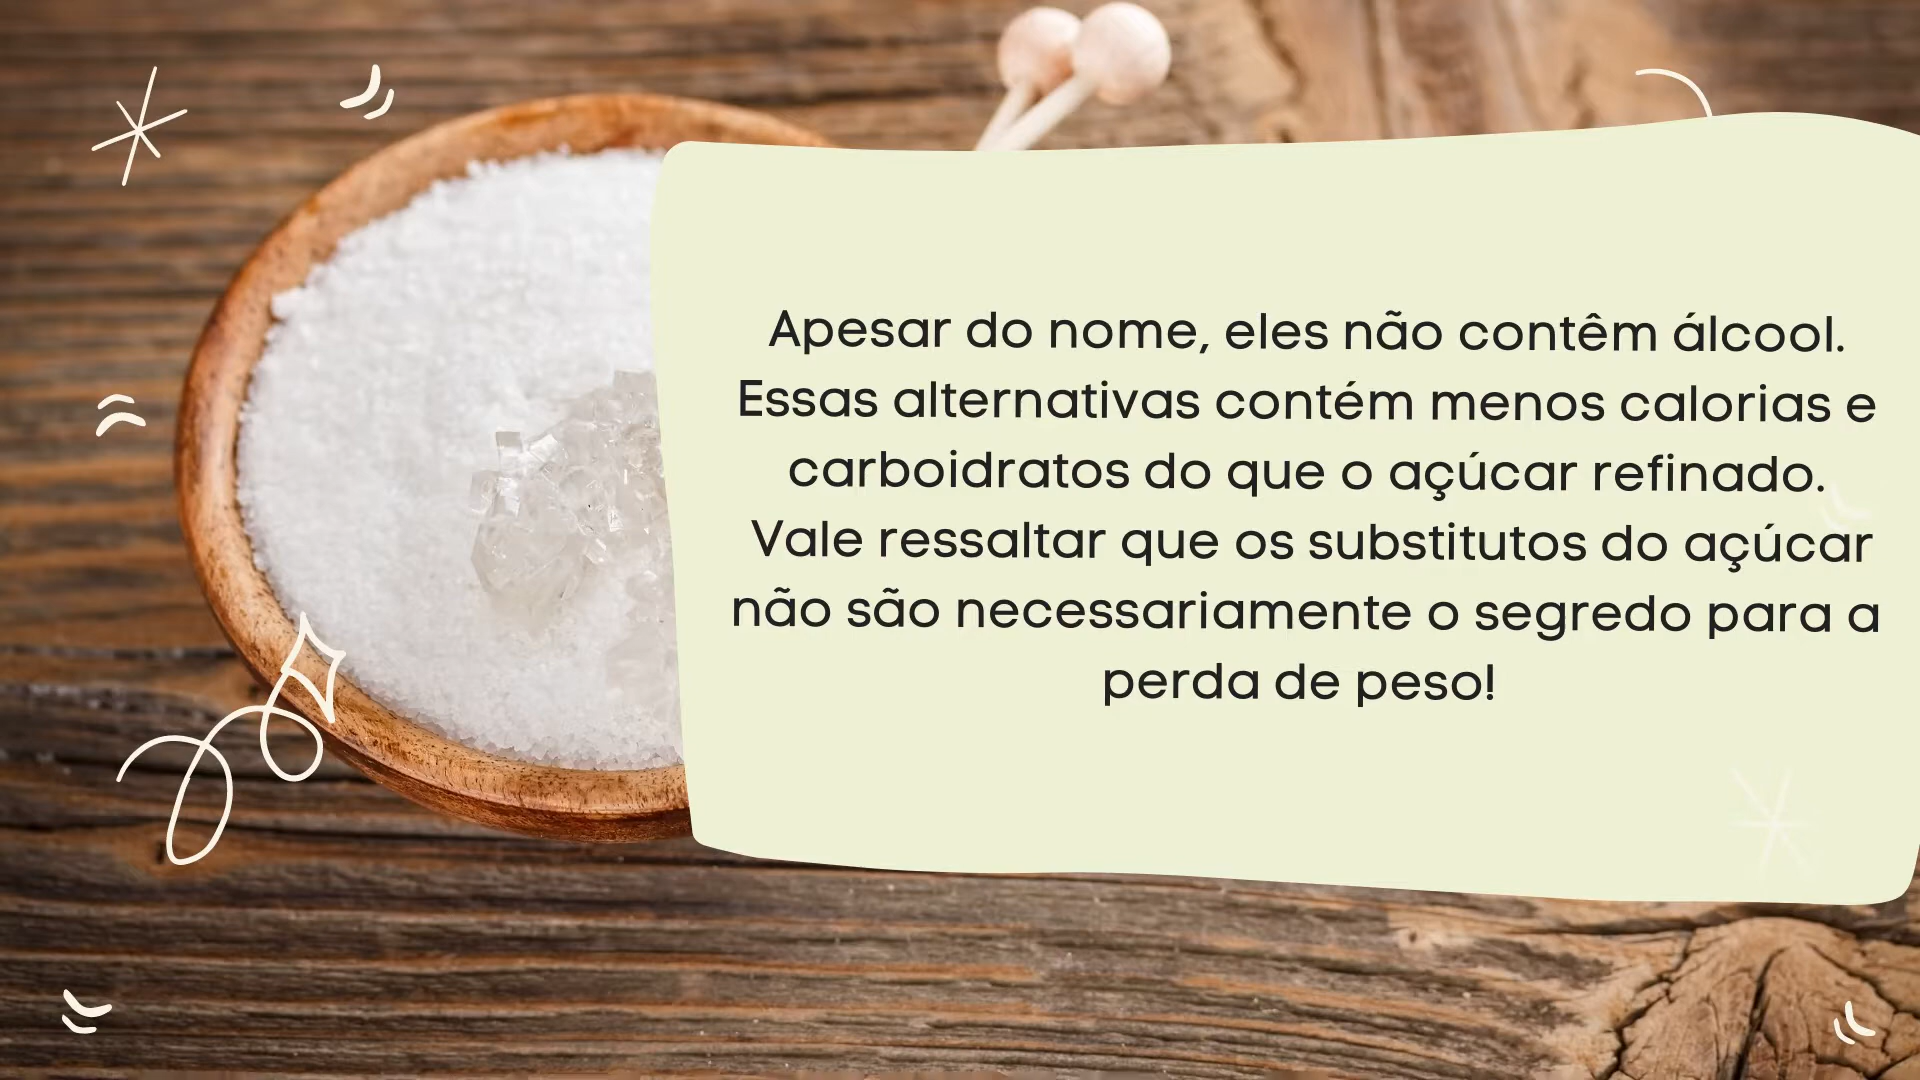 Apesar do nome, eles não contêm álcool.
Essas alternativas contém menos calorias e
carboidratos do que o açúcar refinado.
Vale ressaltar que os substitutos do açúcar
não são necessariamente o segredo para a
perda de peso!